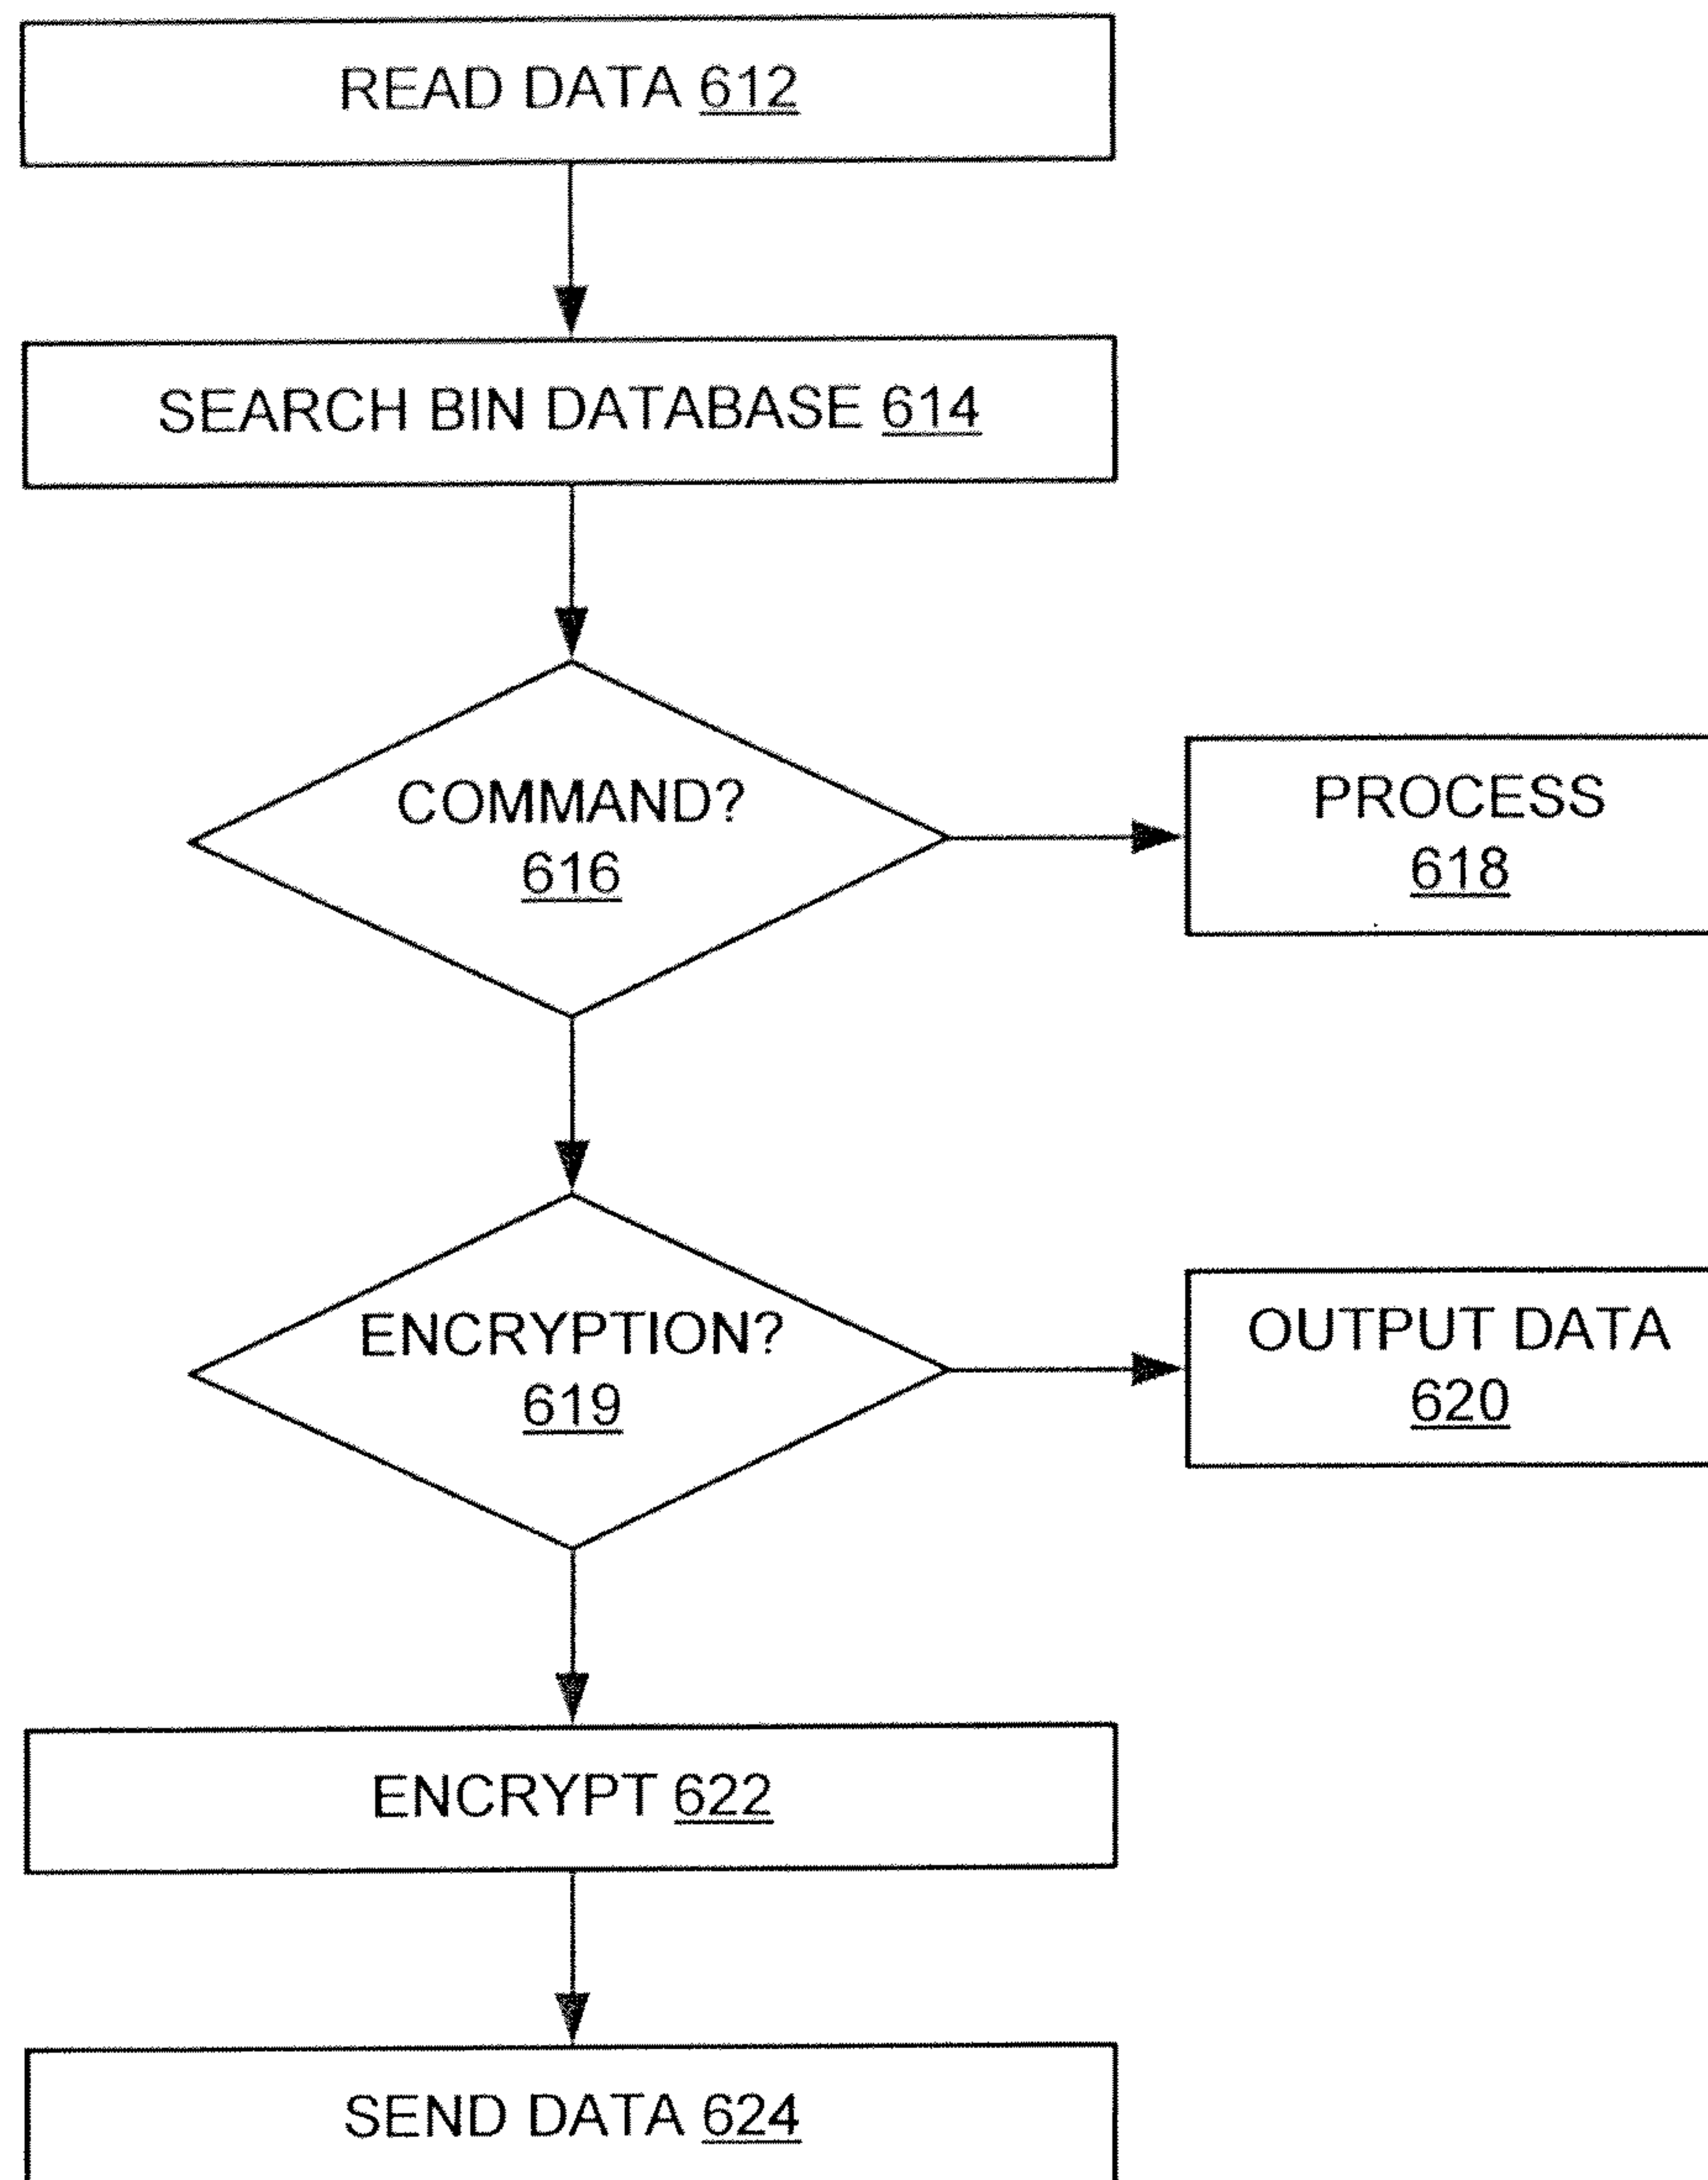 READ DATA 612
SEARCH BIN DATABASE 614
COMMAND?
616
PROCESS
618
ENCRYPTION?
619
OUTPUT DATA
620
ENCRYPT 622
SEND DATA 624